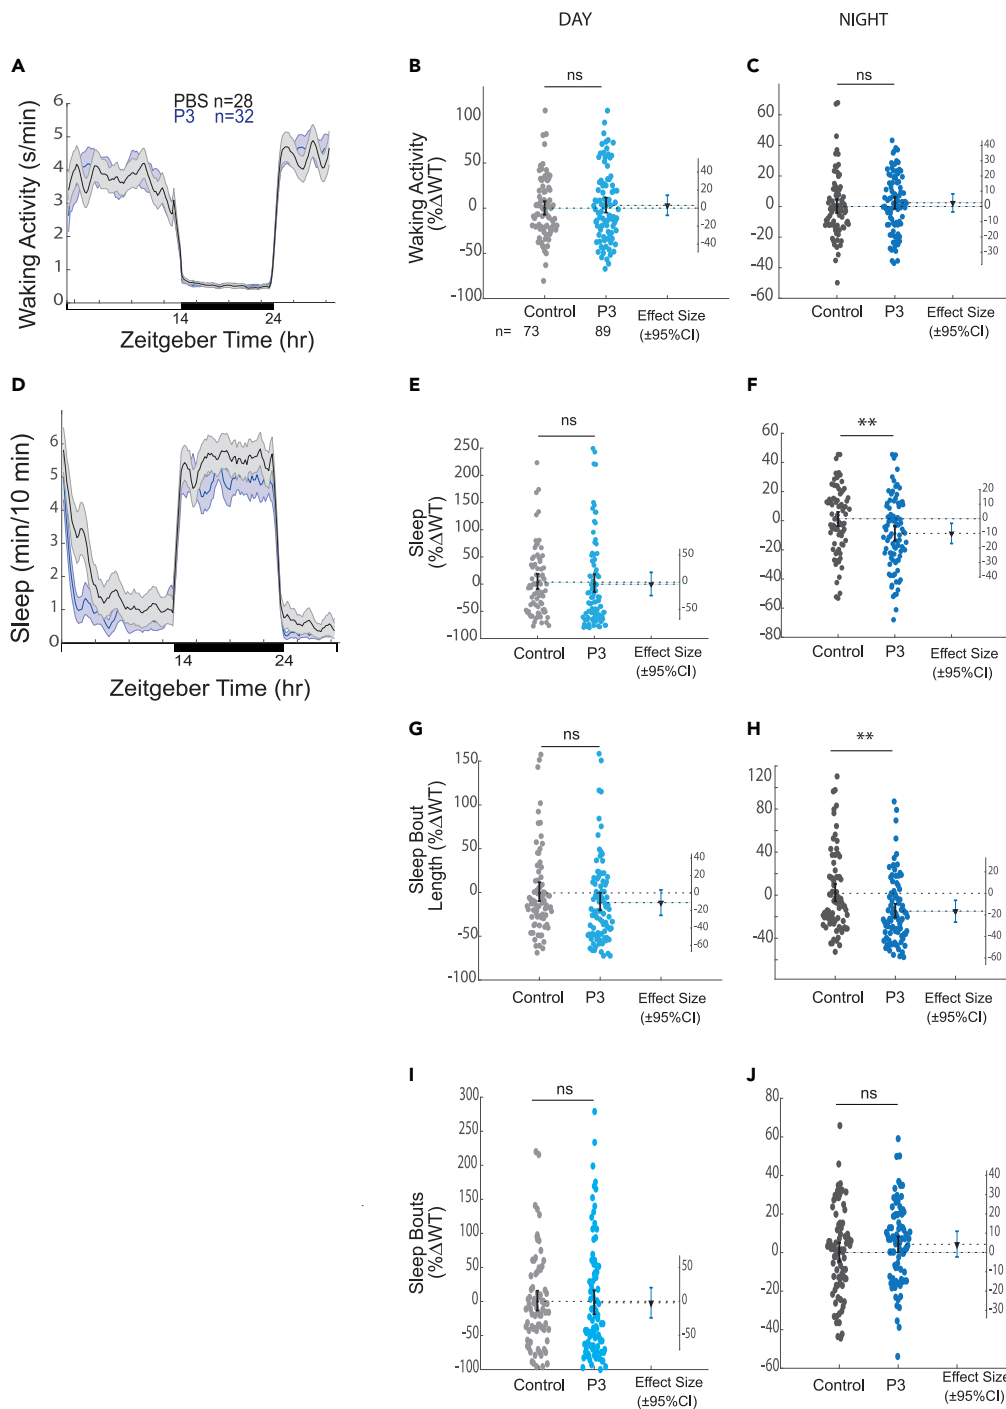 DAY
NIGHT
A
PBS n=28
P3 n=32
Waking Activity (s/min)
6
5
4
3
2
1
0
14
24
Zeitgeber Time (hr)
B
ns
Waking Activity
(%ΔWT)
100
50
0
-50
-100
40
20
0
-20
-40
Control
P3
Effect Size
(±95%CI)
n= 73
89
C
ns
60
40
20
0
-20
-40
-60
40
30
20
10
0
-10
-20
-30
Control
P3
Effect Size
(±95%CI)
D
Sleep (min/10 min)
6
5
4
3
2
1
0
14
24
Zeitgeber Time (hr)
E
ns
Sleep
(%ΔWT)
250
200
150
100
50
0
-50
-100
50
0
-50
Control
P3
Effect Size
(±95%CI)
F
**
60
40
20
0
-20
-40
-60
-80
20
10
0
-10
-20
-30
-40
Control
P3
Effect Size
(±95%CI)
G
ns
Sleep Bout
Length (%ΔWT)
150
100
50
0
-50
-100
40
20
0
-20
-40
-60
Control
P3
Effect Size
(±95%CI)
H
**
120
80
40
0
-40
20
0
-20
-40
-60
Control
P3
Effect Size
(±95%CI)
I
ns
Sleep Bouts
(%ΔWT)
300
250
200
150
100
50
0
-50
-100
50
0
-50
Control
P3
Effect Size
(±95%CI)
J
ns
80
60
40
20
0
-20
-40
-60
40
30
20
10
0
-10
-20
-30
Control
P3
Effect Size
(±95%CI)